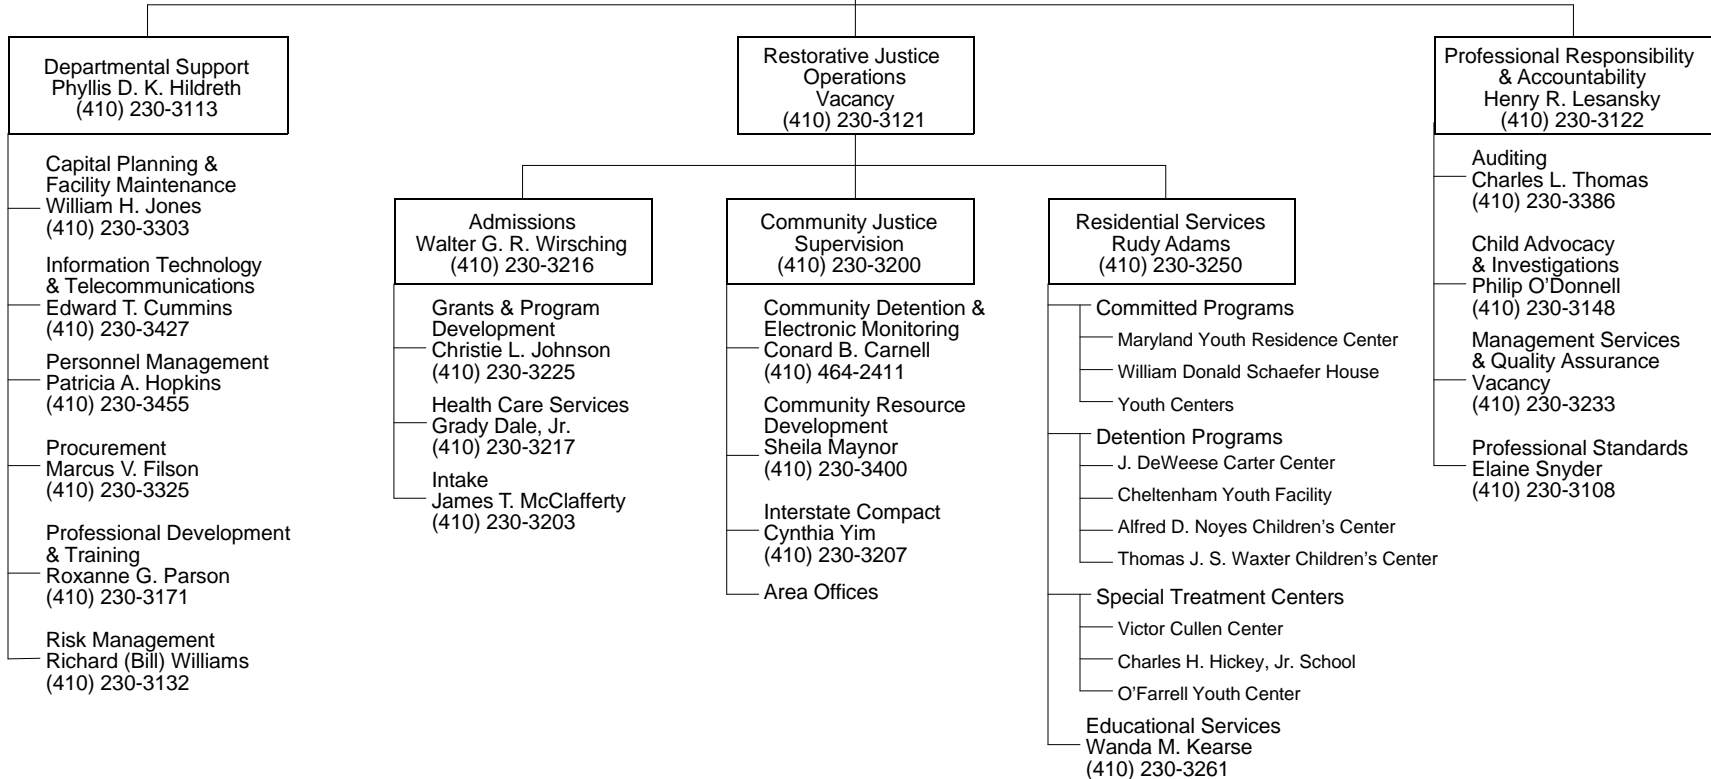 Departmental Support
Phyllis D. K. Hildreth
(410) 230-3113
Capital Planning &
Facility Maintenance
William H. Jones
(410) 230-3303
Information Technology
& Telecommunications
Edward T. Cummins
(410) 230-3427
Personnel Management
Patricia A. Hopkins
(410) 230-3455
Procurement
Marcus V. Filson
(410) 230-3325
Professional Development
& Training
Roxanne G. Parson
(410) 230-3171
Risk Management
Richard (Bill) Williams
(410) 230-3132
Restorative Justice
Operations
Vacancy
(410) 230-3121
Admissions
Walter G. R. Wirsching
(410) 230-3216
Grants & Program
Development
Christie L. Johnson
(410) 230-3225
Health Care Services
Grady Dale, Jr.
(410) 230-3217
Intake
James T. McClafferty
(410) 230-3203
Community Justice
Supervision
(410) 230-3200
Community Detention &
Electronic Monitoring
Conard B. Carnell
(410) 464-2411
Community Resource
Development
Sheila Maynor
(410) 230-3400
Interstate Compact
Cynthia Yim
(410) 230-3207
Area Offices
Residential Services
Rudy Adams
(410) 230-3250
Committed Programs
Maryland Youth Residence Center
William Donald Schaefer House
Youth Centers
Detention Programs
J. DeWeese Carter Center
Cheltenham Youth Facility
Alfred D. Noyes Children’s Center
Thomas J. S. Waxter Children’s Center
Special Treatment Centers
Victor Cullen Center
Charles H. Hickey, Jr. School
O’Farrell Youth Center
Educational Services
Wanda M. Kearse
(410) 230-3261
Professional Responsibility
& Accountability
Henry R. Lesansky
(410) 230-3122
Auditing
Charles L. Thomas
(410) 230-3386
Child Advocacy
& Investigations
Philip O’Donnell
(410) 230-3148
Management Services
& Quality Assurance
Vacancy
(410) 230-3233
Professional Standards
Elaine Snyder
(410) 230-3108